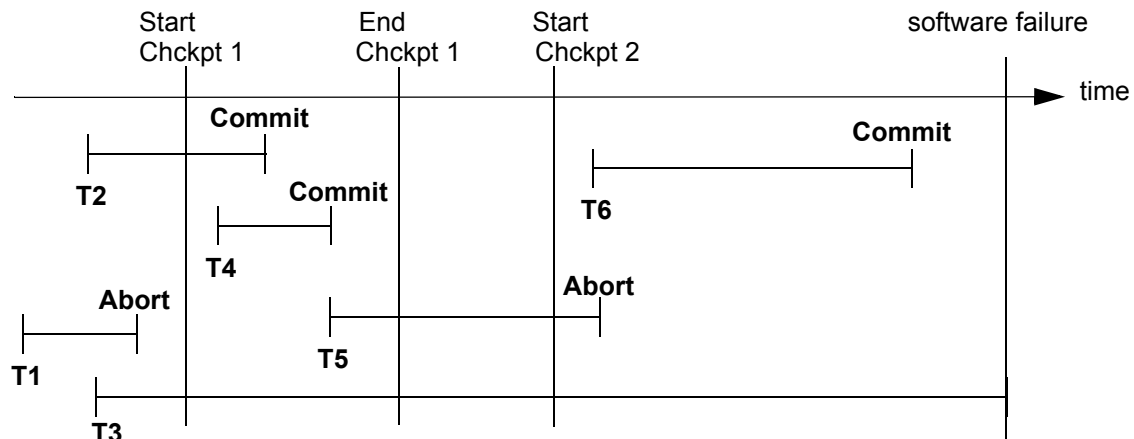 Start
Chckpt 1
End
Chckpt 1
Start
Chckpt 2
software failure
time
Commit
T2
Commit
T6
Commit
T4
Abort
T5
Abort
T1
T3